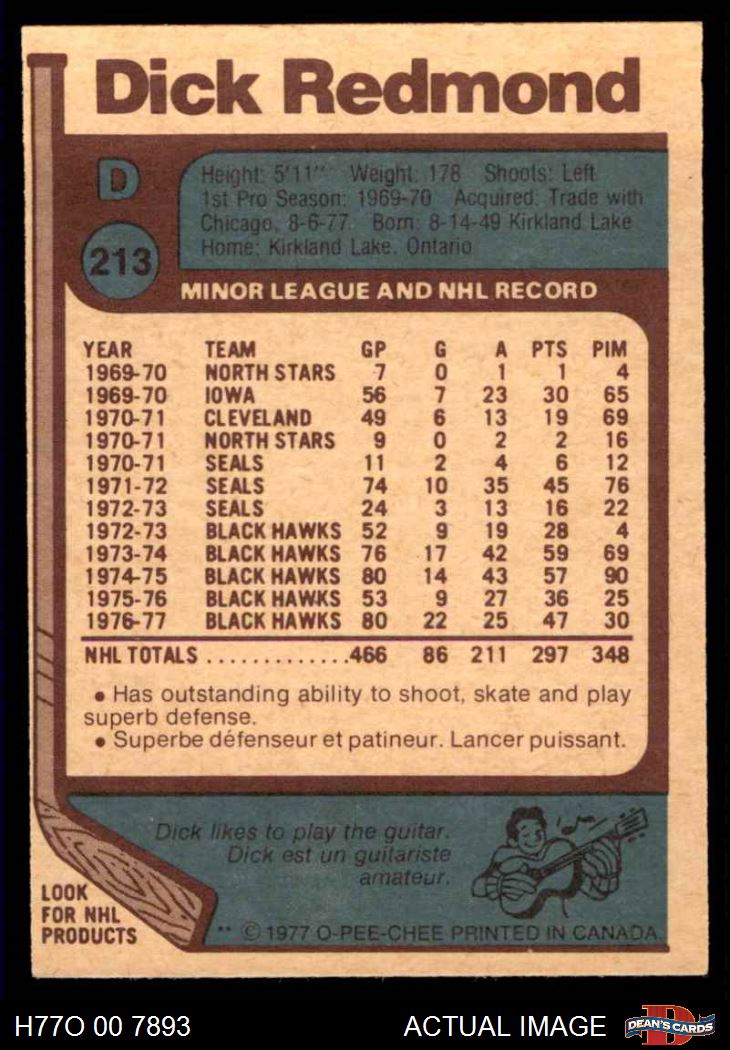 Dick Redmond
D
Height: 5'11" Weight: 178 Shoots: Left
1st Pro Season: 1969-70 Acquired: Trade with
Chicago, 8-6-77. Born: 8-14-49 Kirkland Lake
Home: Kirkland Lake, Ontario
213
MINOR LEAGUE AND NHL RECORD
YEAR TEAM GP G A PTS PIM
1969-70 NORTH STARS 7 0 1 1 4
1969-70 IOWA 56 7 23 30 65
1970-71 CLEVELAND 49 6 13 19 69
1970-71 NORTH STARS 9 0 2 2 16
1970-71 SEALS 11 2 4 6 12
1971-72 SEALS 74 10 35 45 76
1972-73 SEALS 24 3 13 16 22
1972-73 BLACK HAWKS 52 9 19 28 4
1973-74 BLACK HAWKS 76 17 42 59 69
1974-75 BLACK HAWKS 80 14 43 57 90
1975-76 BLACK HAWKS 53 9 27 36 25
1976-77 BLACK HAWKS 80 22 25 47 30
NHL TOTALS .............466 86 211 297 348
• Has outstanding ability to shoot, skate and play
superb defense.
• Superbe défenseur et patineur. Lancer puissant.
Dick likes to play the guitar.
Dick est un guitariste
amateur.
LOOK
FOR NHL
PRODUCTS
** © 1977 O-PEE-CHEE PRINTED IN CANADA
H77O 00 7893
ACTUAL IMAGE
D
DEAN'S CARDS